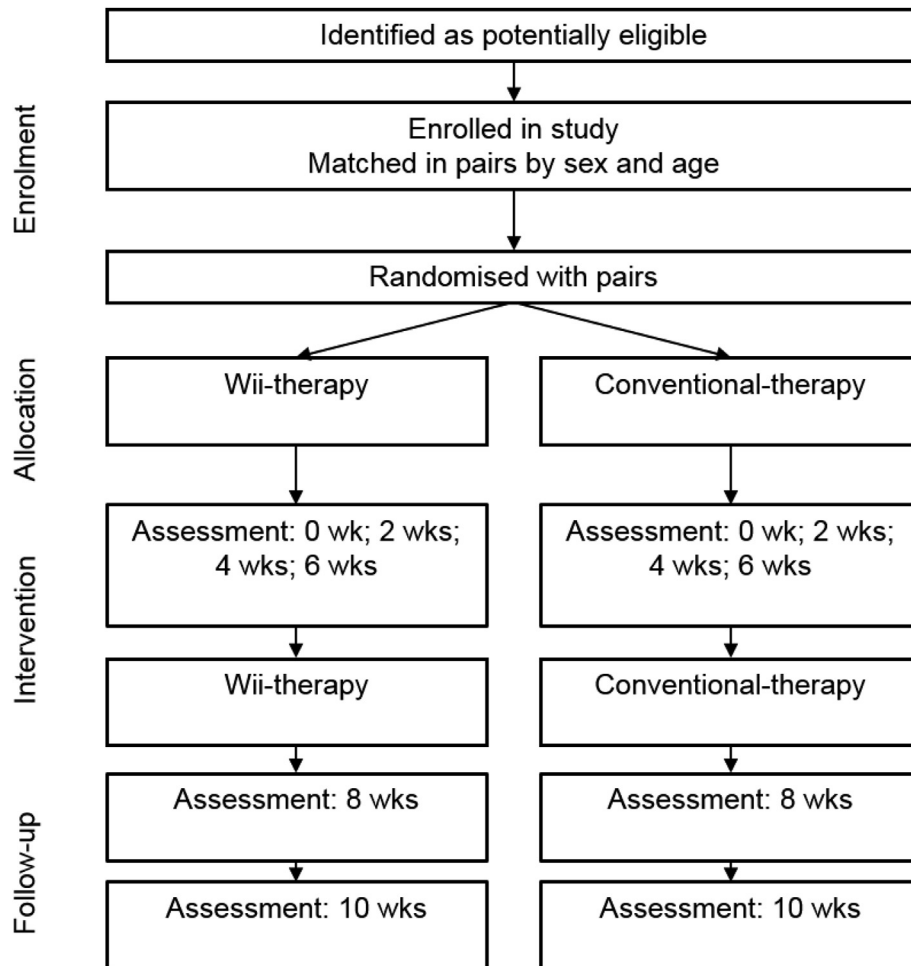 Identified as potentially eligible
Enrolment
Enrolled in study
Matched in pairs by sex and age
Randomised with pairs
Allocation
Wii-therapy
Conventional-therapy
Intervention
Assessment: 0 wk; 2 wks;
4 wks; 6 wks
Assessment: 0 wk; 2 wks;
4 wks; 6 wks
Wii-therapy
Conventional-therapy
Follow-up
Assessment: 8 wks
Assessment: 8 wks
Assessment: 10 wks
Assessment: 10 wks